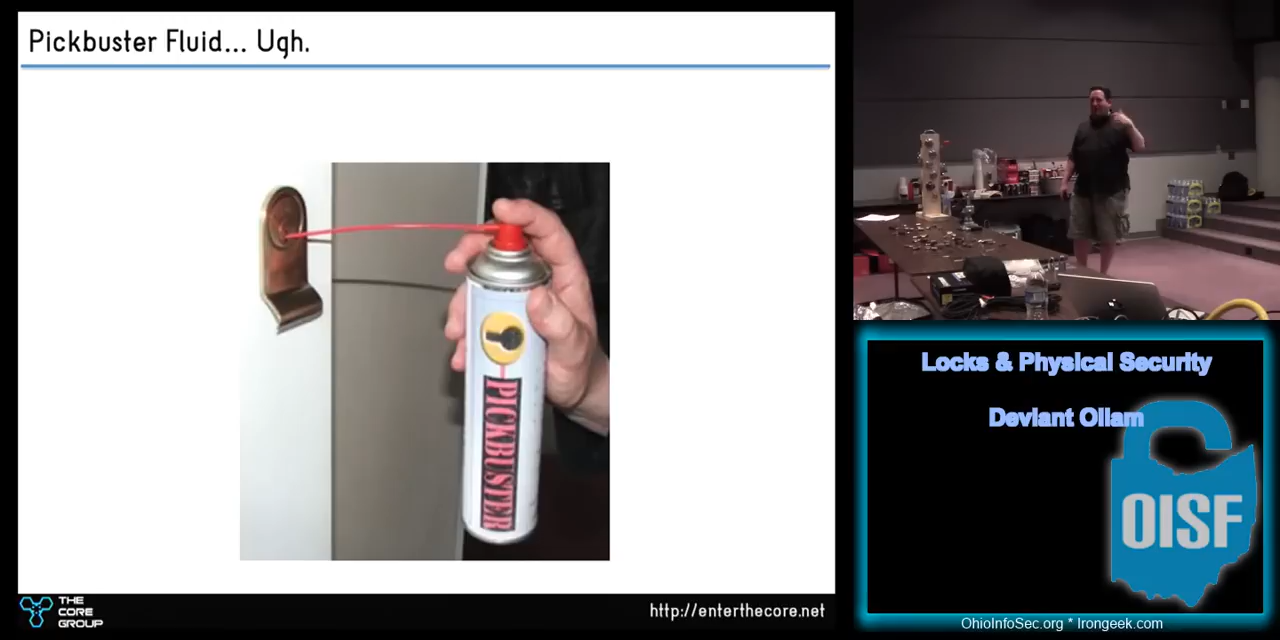 Pickbuster Fluid... Ugh.
PICKBUSTER
THE
CORE
GROUP
http://enterthecore.net
Locks & Physical Security
Deviant Ollam
OISF
OhioInfoSec.org * Irongeek.com